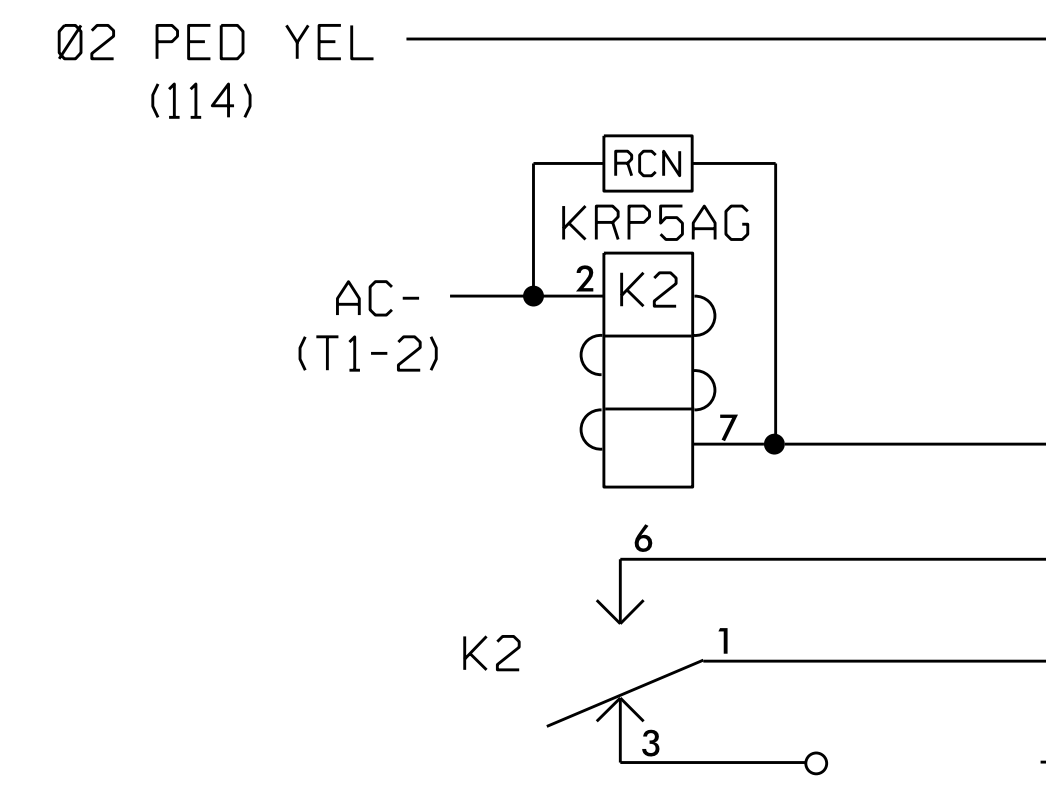 Ø2 PED YEL
(114)
RCN
KRP5AG
2
K2
AC-
(T1-2)
7
6
1
K2
3